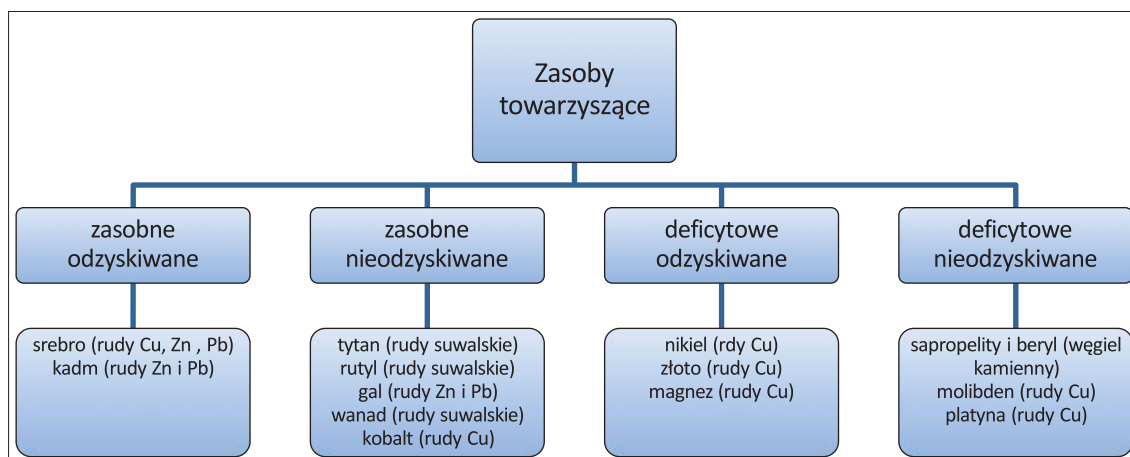 Zasoby
towarzyszące
zasobne
odzyskiwane
zasobne
nieodzyskiwane
deficytowe
odzyskiwane
deficytowe
nieodzyskiwane
srebro (rudy Cu, Zn , Pb)
kadm (rudy Zn i Pb)
tytan (rudy suwalskie)
rutyl (rudy suwalskie)
gal (rudy Zn i Pb)
wanad (rudy suwalskie)
kobalt (rudy Cu)
nikiel (rdy Cu)
złoto (rudy Cu)
magnez (rudy Cu)
sapropelity i beryl (węgiel
kamienny)
molibden (rudy Cu)
platyna (rudy Cu)